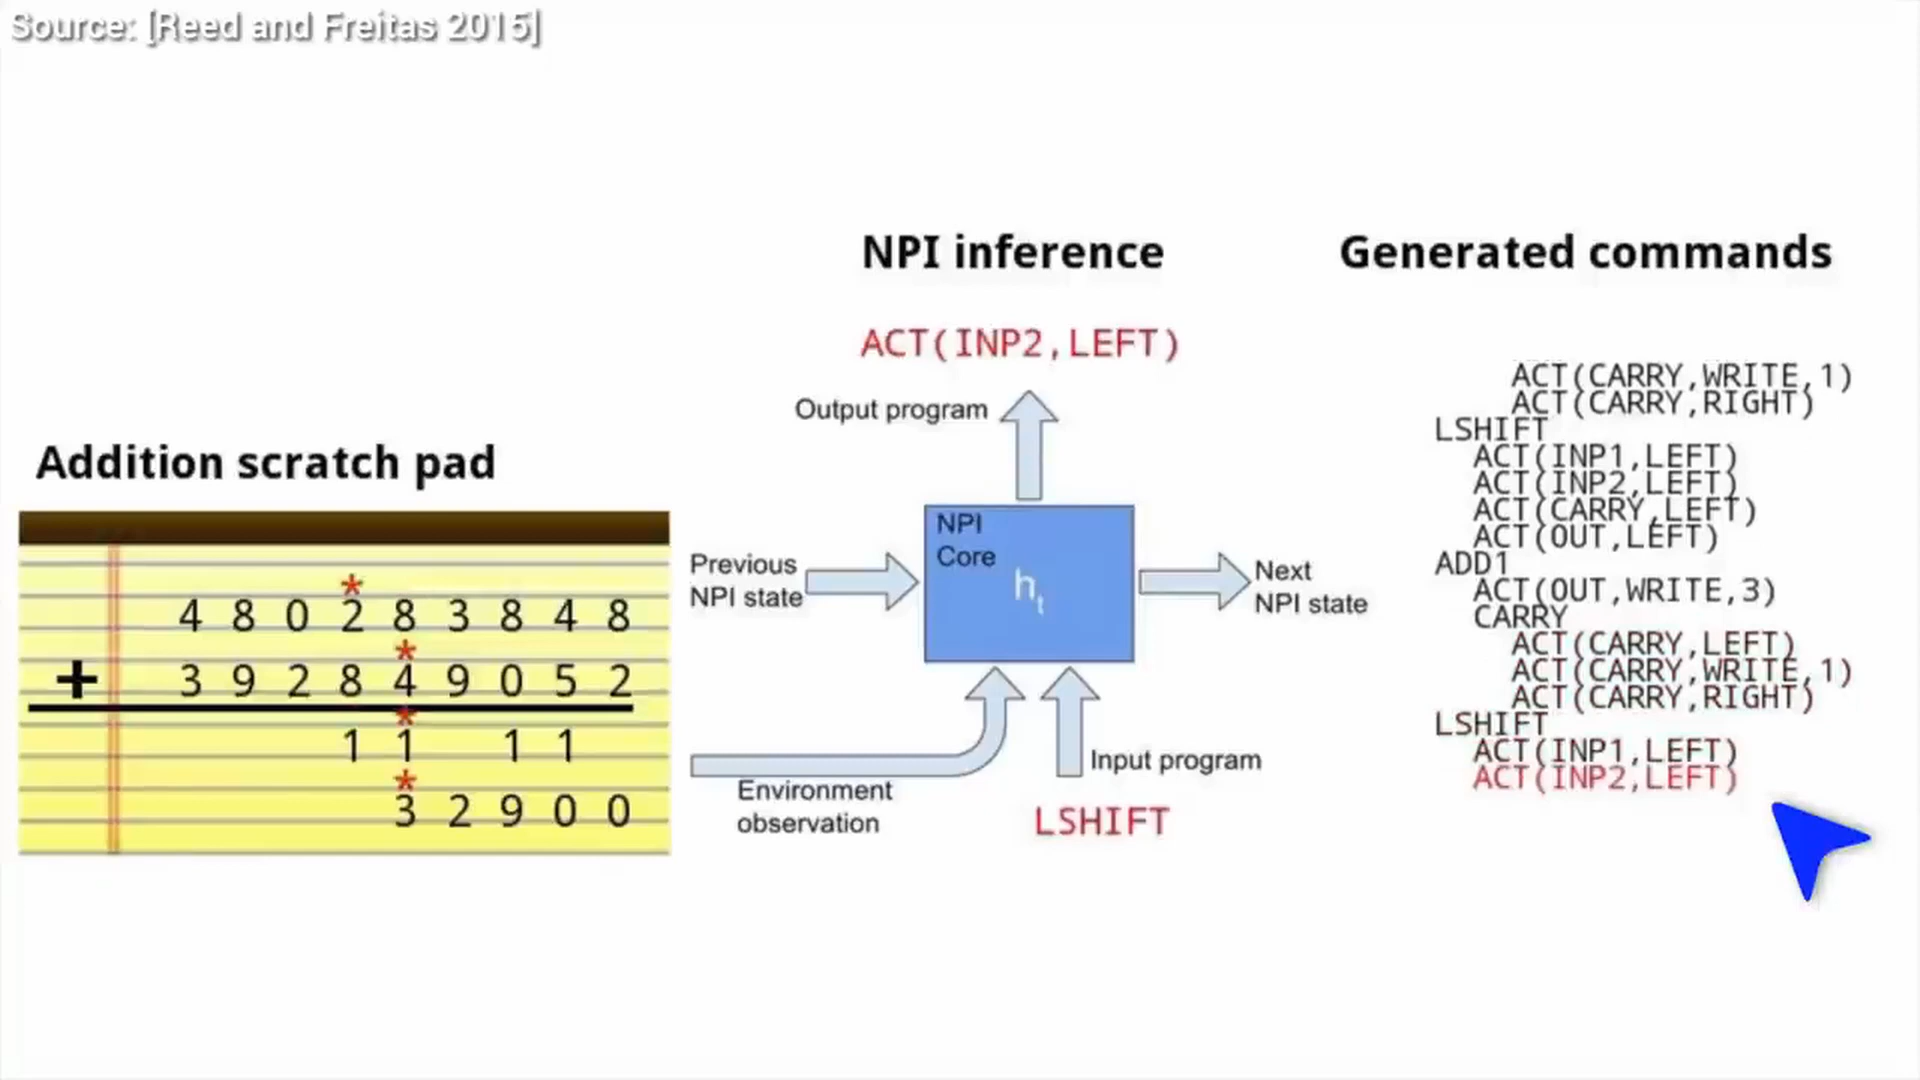 Source: [Reed and Freitas 2015]
NPI inference
Generated commands
ACT(INP2,LEFT)
Output program
Addition scratch pad
* 
4 8 0 2 8 3 8 4 8
*
+ 3 9 2 8 4 9 0 5 2
*
1 1 1 1
*
3 2 9 0 0
Previous
NPI state
NPI
Core
ht
Next
NPI state
Environment
observation
Input program
LSHIFT
ACT(CARRY,WRITE,1)
ACT(CARRY,RIGHT)
LSHIFT
ACT(INP1,LEFT)
ACT(INP2,LEFT)
ACT(CARRY,LEFT)
ACT(OUT,LEFT)
ADD1
ACT(OUT,WRITE,3)
CARRY
ACT(CARRY,LEFT)
ACT(CARRY,WRITE,1)
ACT(CARRY,RIGHT)
LSHIFT
ACT(INP1,LEFT)
ACT(INP2,LEFT)